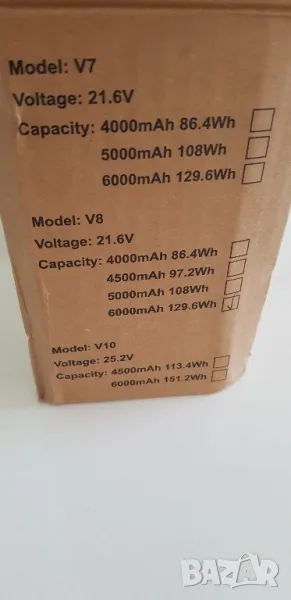 Model: V7
Voltage: 21.6V
Capacity: 4000mAh 86.4Wh
5000mAh 108Wh
6000mAh 129.6Wh
Model: V8
Voltage: 21.6V
Capacity: 4000mAh 86.4Wh
4500mAh 97.2Wh
5000mAh 108Wh
6000mAh 129.6Wh
Model: V10
Voltage: 25.2V
Capacity: 4500mAh 113.4Wh
6000mAh 151.2Wh
BAZAR